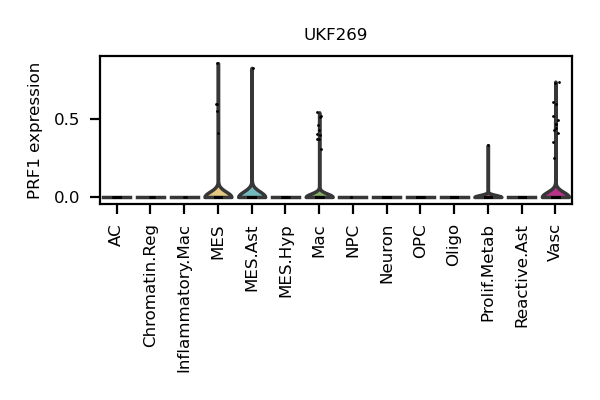 UKF269
PRF1 expression
0.5
0.0
AC
Chromatin.Reg
Inflammatory.Mac
MES
MES.Ast
MES.Hyp
Mac
NPC
Neuron
OPC
Oligo
Prolif.Metab
Reactive.Ast
Vasc